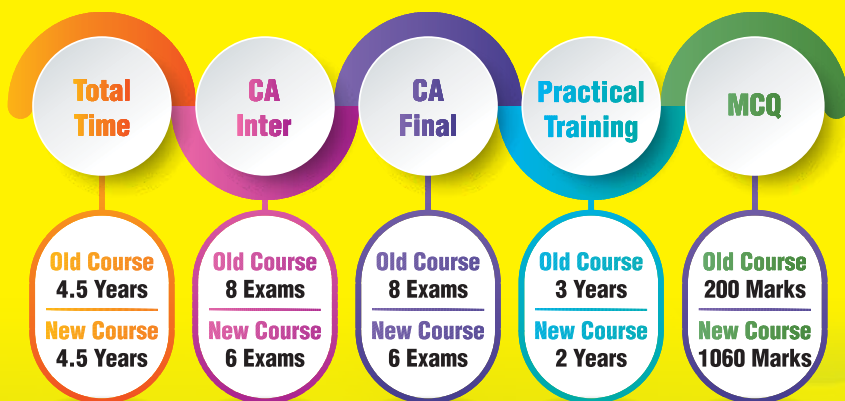 Total
Time
CA
Inter
CA
Final
Practical
Training
MCQ
Old Course
4.5 Years
New Course
4.5 Years
Old Course
8 Exams
New Course
6 Exams
Old Course
8 Exams
New Course
6 Exams
Old Course
3 Years
New Course
2 Years
Old Course
200 Marks
New Course
1060 Marks